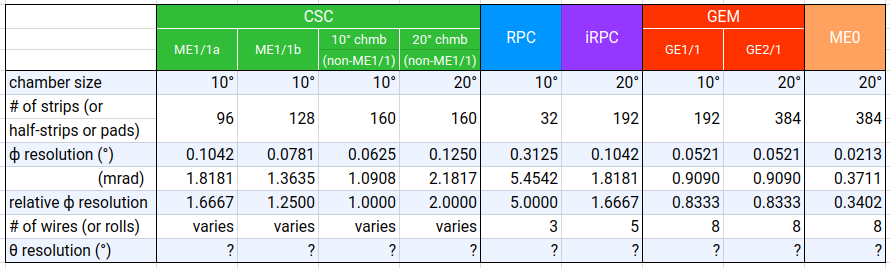 CSC RPC iRPC GEM ME0
ME1/1a ME1/1b 10° chmb 20° chmb GE1/1 GE2/1
(non-ME1/1) (non-ME1/1)
chamber size 10° 10° 10° 20° 10° 20° 10° 20° 20°
# of strips (or
half-strips or pads) 96 128 160 160 32 192 192 384 384
ϕ resolution (°) 0.1042 0.0781 0.0625 0.1250 0.3125 0.1042 0.0521 0.0521 0.0213
(mrad) 1.8181 1.3635 1.0908 2.1817 5.4542 1.8181 0.9090 0.9090 0.3711
relative ϕ resolution 1.6667 1.2500 1.0000 2.0000 5.0000 1.6667 0.8333 0.8333 0.3402
# of wires (or rolls) varies varies varies varies 3 5 8 8 8
θ resolution (°) ? ? ? ? ? ? ? ? ?